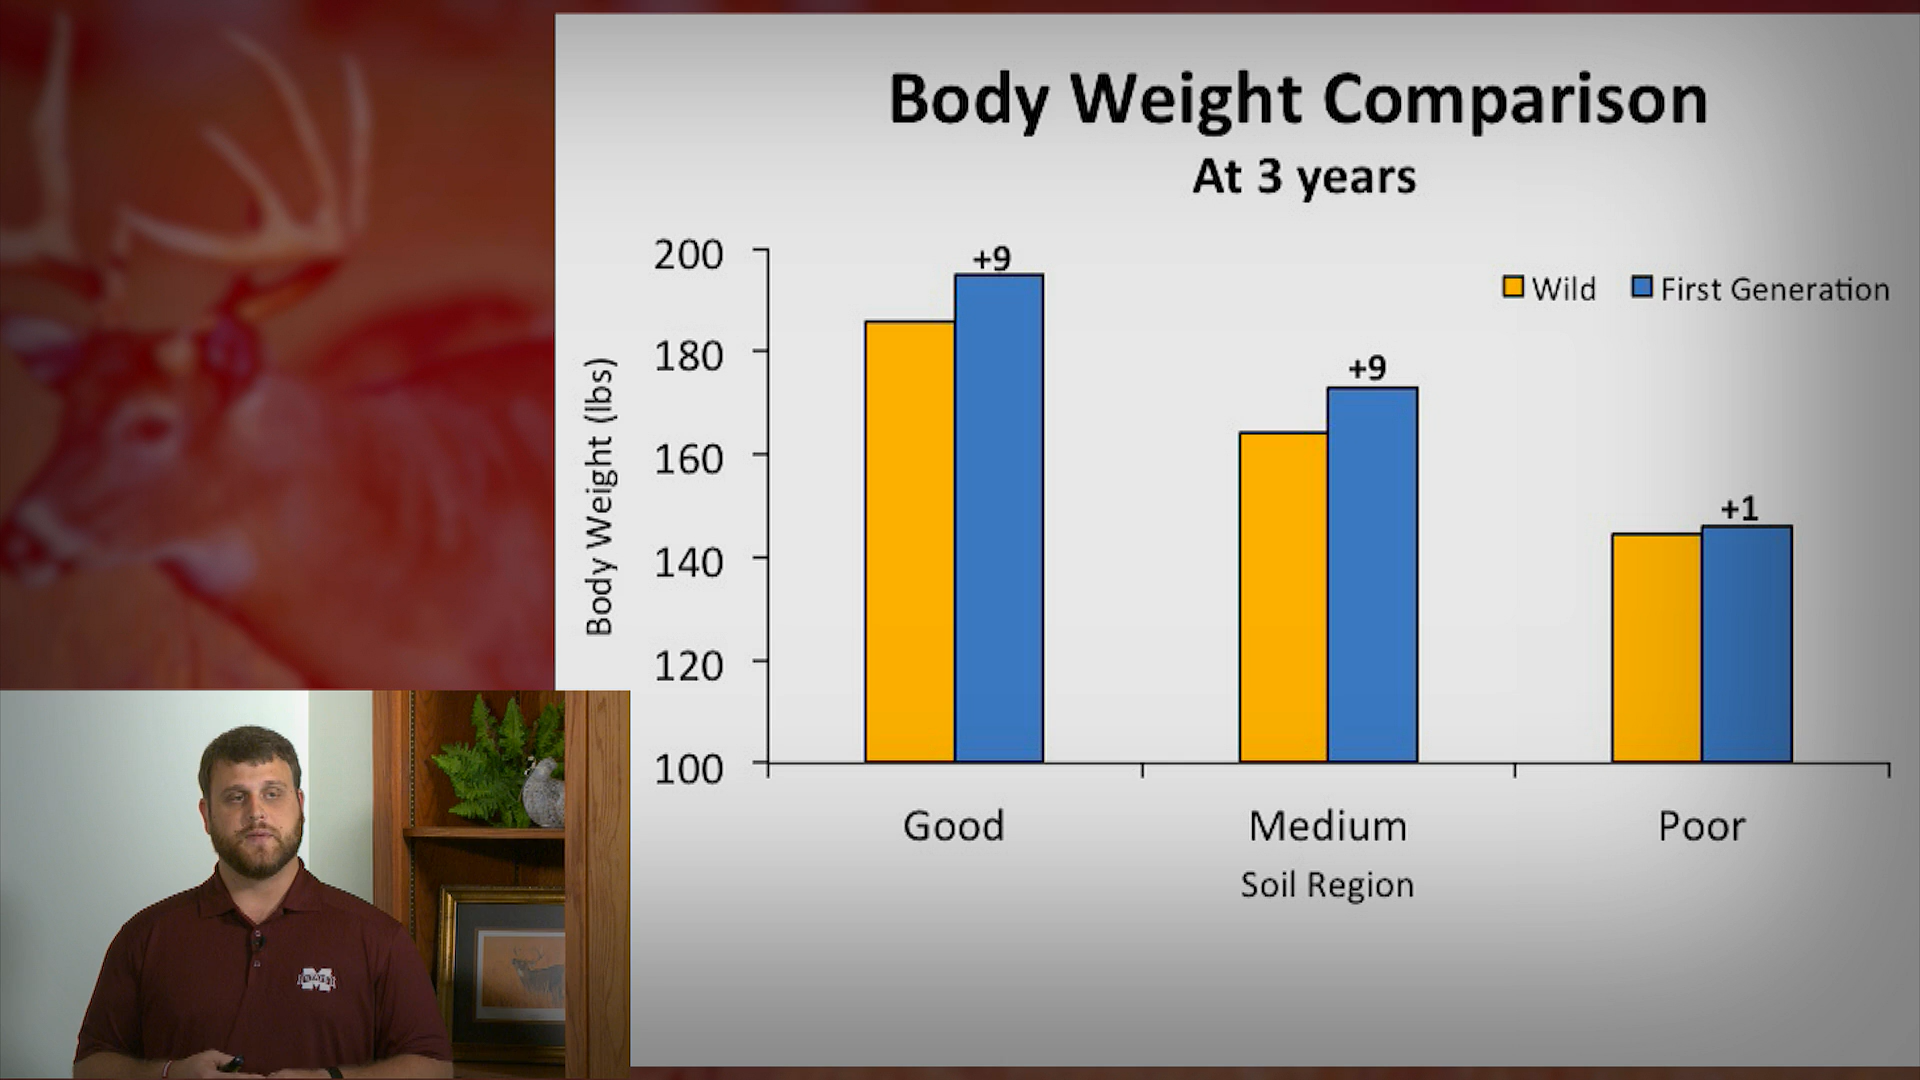 Body Weight Comparison
At 3 years
Body Weight (lbs)
200
180
160
140
120
100
+9
+9
+1
Wild
First Generation
Good
Medium
Poor
Soil Region
STATE